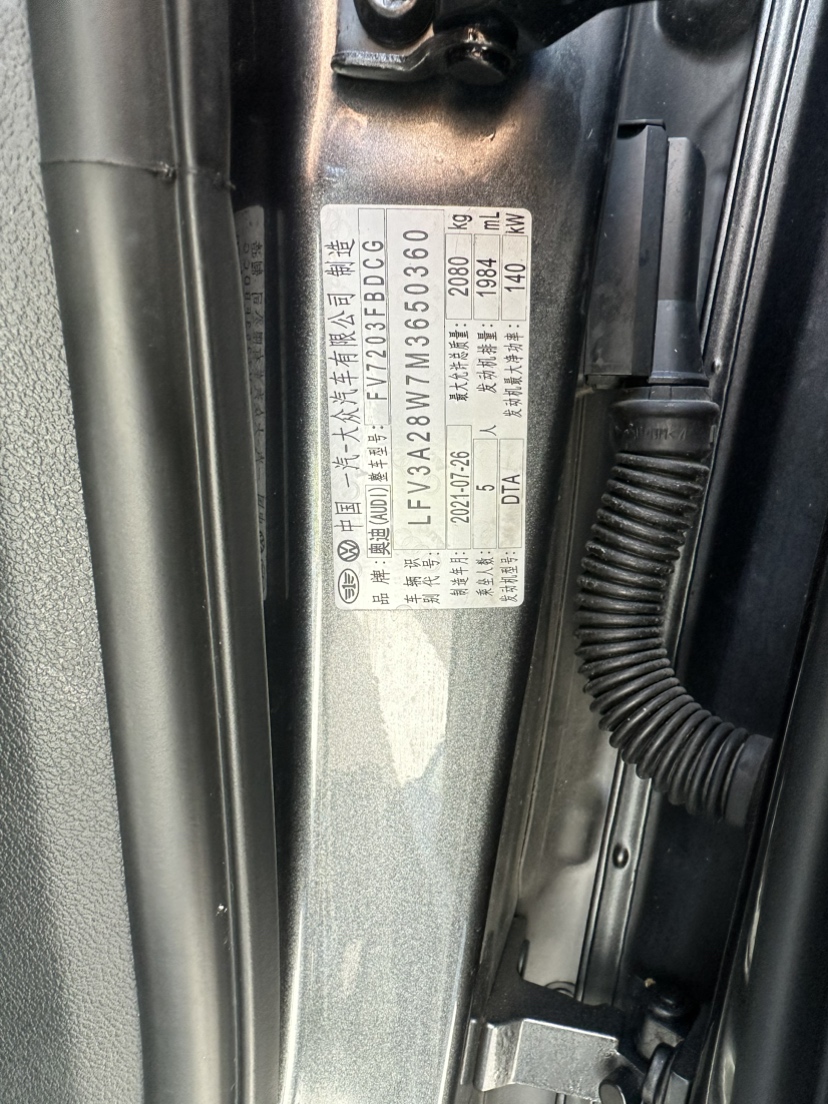 中国 一汽-大众汽车有限公司 制造
品 牌: 奥迪(AUDI) 整车型号: FV7203FBDCG
车 辆 识 别 代 号: LFV3A28W7M3650360
制造年月: 2021-07-26 最大允许总质量: 2080 kg
乘坐人数: 5 人 发动机排量: 1984 mL
发动机型号: DTA 发动机最大净功率: 140 kW